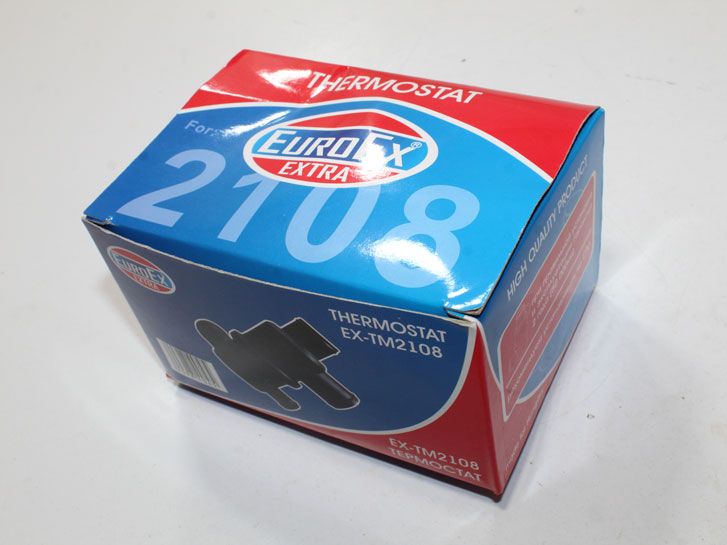 THERMOSTAT
For:
EUROEX®
EXTRA
2108
EUROEX
EXTRA
THERMOSTAT
EX-TM2108
EX-TM2108
ТЕРМОСТАТ
HIGH QUALITY PRODUCT